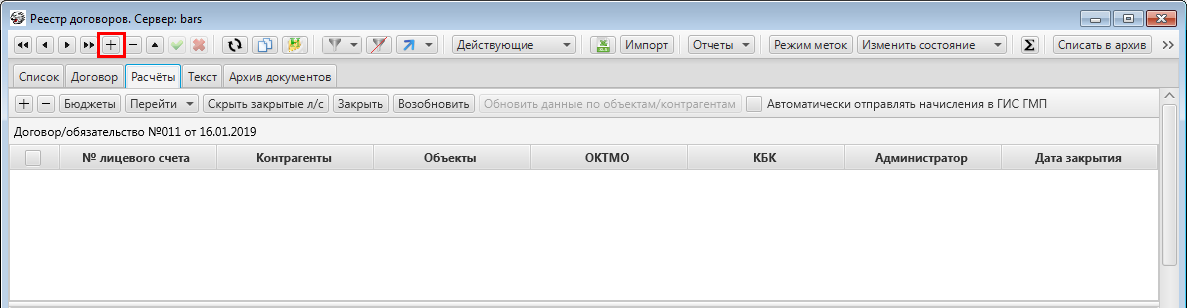 Реестр договоров. Сервер: bars
Действующие Импорт Отчеты Режим меток Изменить состояние Σ Списать в архив
Список Договор Расчёты Текст Архив документов
Бюджеты Перейти Скрыть закрытые л/с Закрыть Возобновить Обновить данные по объектам/контрагентам Автоматически отправлять начисления в ГИС ГМП
Договор/обязательство №011 от 16.01.2019
№ лицевого счета Контрагенты Объекты ОКТМО КБК Администратор Дата закрытия